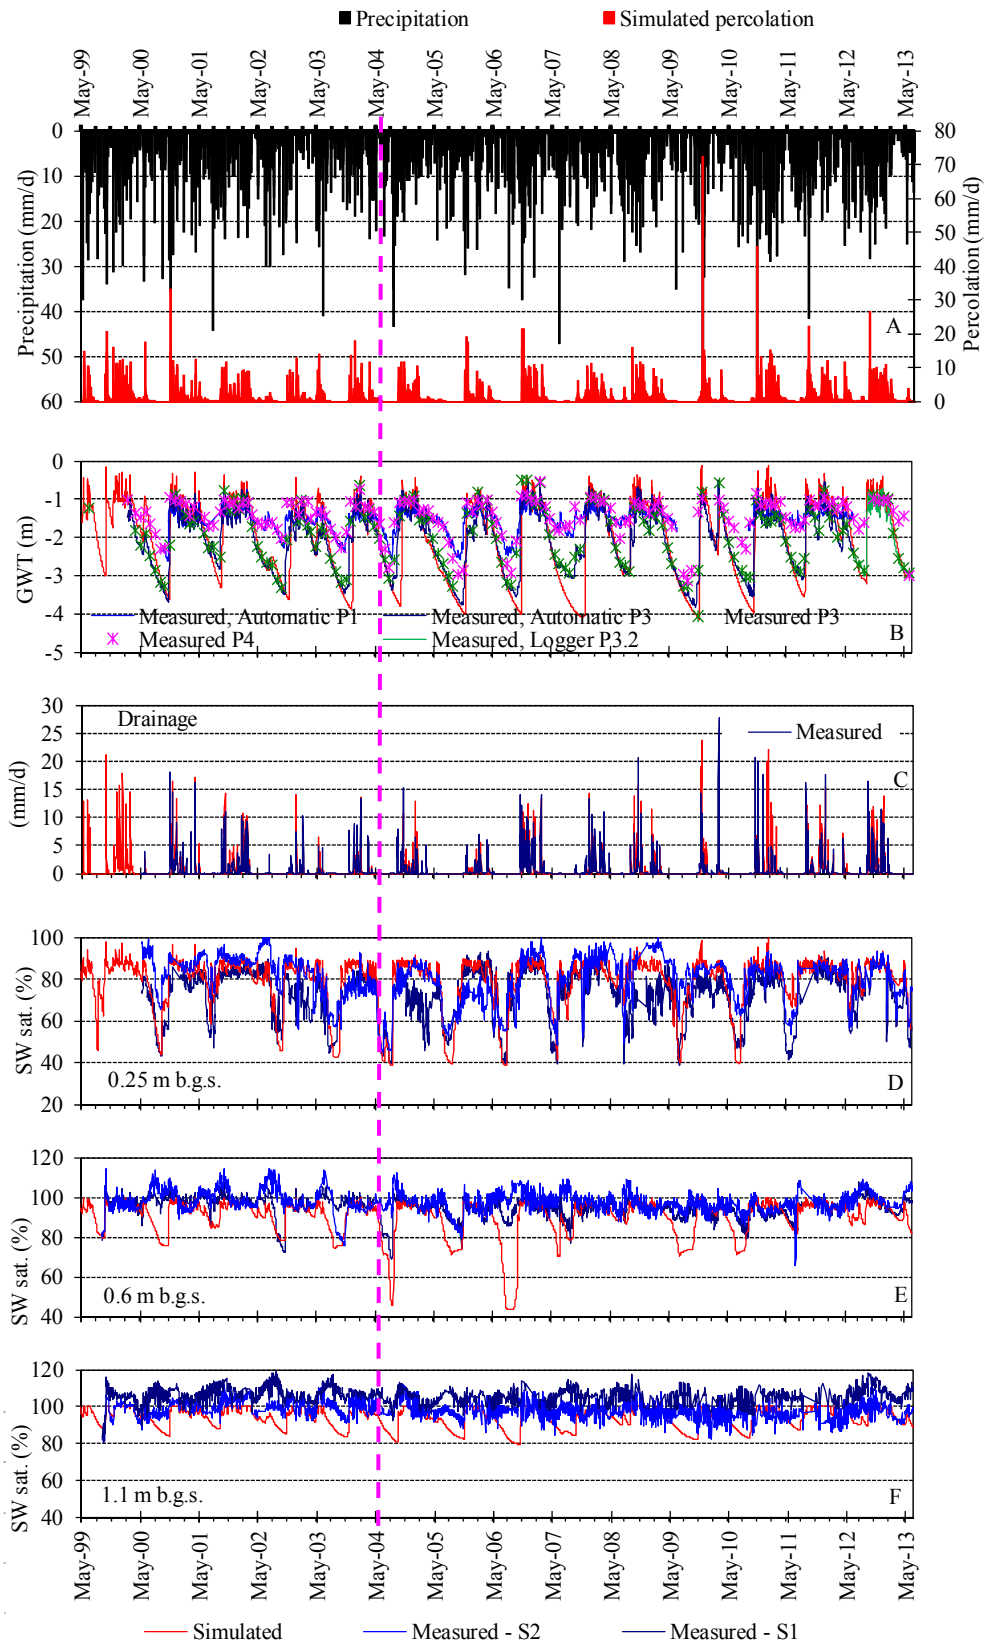 Precipitation Simulated percolation
May-99 May-00 May-01 May-02 May-03 May-04 May-05 May-06 May-07 May-08 May-09 May-10 May-11 May-12 May-13
Precipitation (mm/d)
0
10
20
30
40
50
60
80
70
60
50
40
30
20
10
0
Percolation (mm/d)
A
GWT (m)
0
-1
-2
-3
-4
-5
Measured, Automatic P1 Measured, Automatic P3 Measured P3
Measured P4 Measured, Logger P3.2
B
(mm/d)
30
25
20
15
10
5
0
Drainage
Measured
C
SW sat. (%)
100
80
60
40
20
0.25 m b.g.s.
D
SW sat. (%)
120
100
80
60
40
0.6 m b.g.s.
E
SW sat. (%)
120
100
80
60
40
1.1 m b.g.s.
F
May-99 May-00 May-01 May-02 May-03 May-04 May-05 May-06 May-07 May-08 May-09 May-10 May-11 May-12 May-13
Simulated Measured - S2 Measured - S1